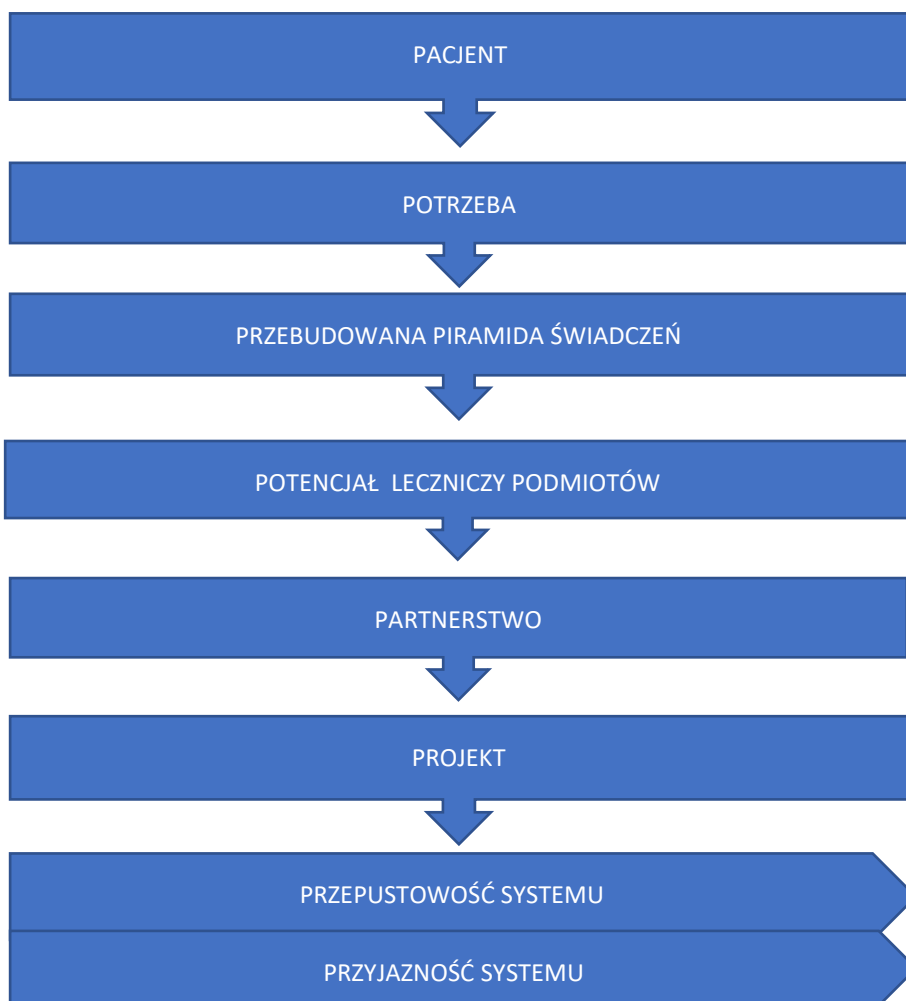 PACJENT
POTRZEBA
PRZEBUDOWANA PIRAMIDA ŚWIADCZEŃ
POTENCJAŁ LECZNICZY PODMIOTÓW
PARTNERSTWO
PROJEKT
PRZEPUSTOWOŚĆ SYSTEMU
PRZYJAZNOŚĆ SYSTEMU